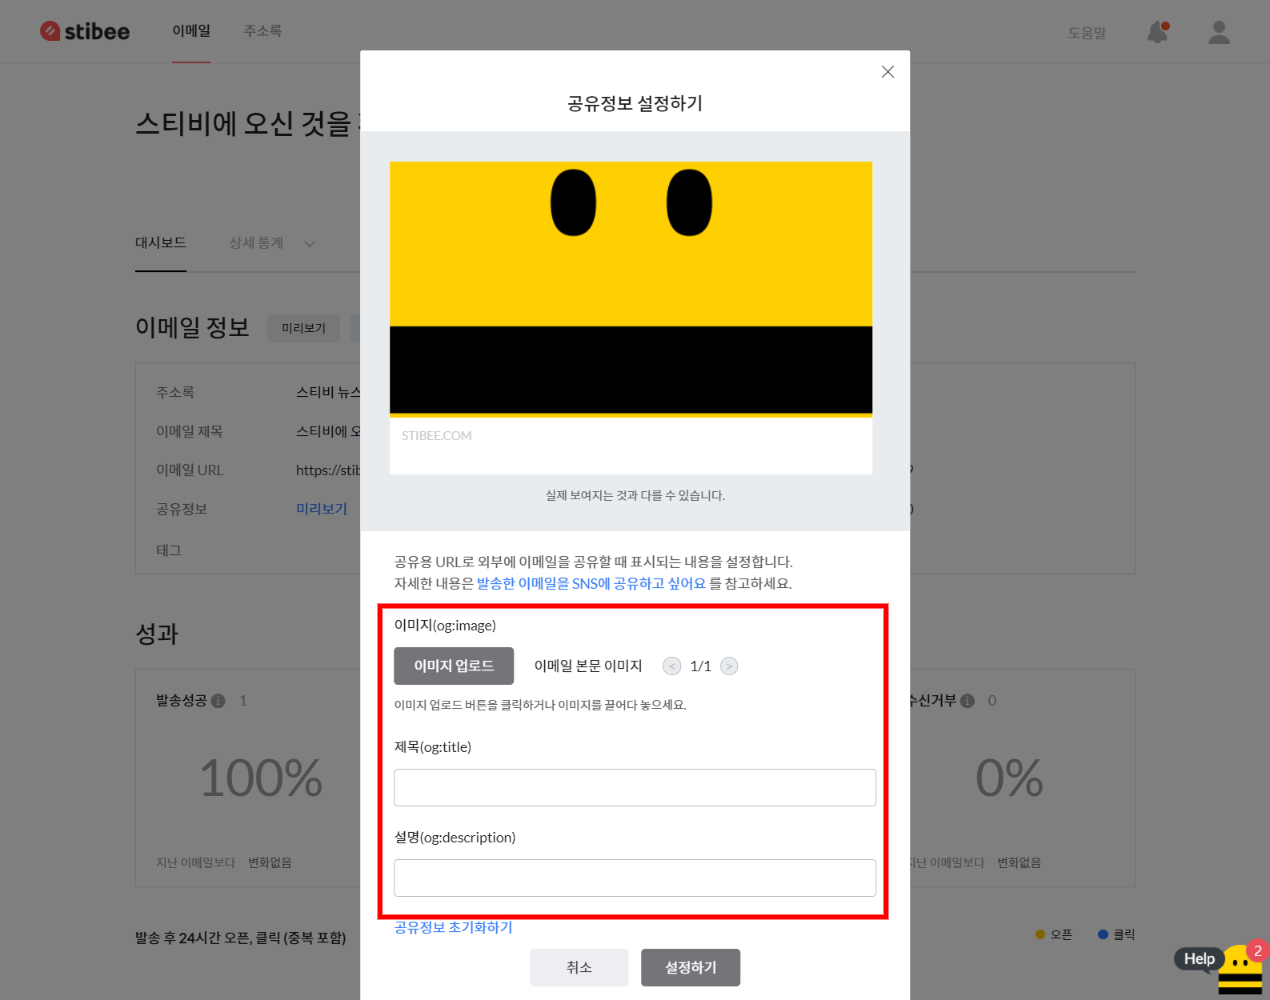 stibee 이메일 주소록 도움말
공유정보 설정하기
스티비에 오신 것을
대시보드 상세 통계
STIBEE.COM
실제 보여지는 것과 다를 수 있습니다.
이메일 정보 미리보기
주소록 스티비 뉴스
이메일 제목 스티비에 오
이메일 URL https://stib
공유정보 미리보기
태그
공유용 URL로 외부에 이메일을 공유할 때 표시되는 내용을 설정합니다.
자세한 내용은 발송한 이메일을 SNS에 공유하고 싶어요 를 참고하세요.
이미지(og:image)
이미지 업로드 이메일 본문 이미지 < 1/1 >
이미지 업로드 버튼을 클릭하거나 이미지를 끌어다 놓으세요.
제목(og:title)
설명(og:description)
공유정보 초기화하기
취소 설정하기
성과
발송성공 1
100%
지난 이메일보다 변화없음
수신거부 0
0%
지난 이메일보다 변화없음
발송 후 24시간 오픈, 클릭 (중복 포함)
오픈 클릭
Help 2